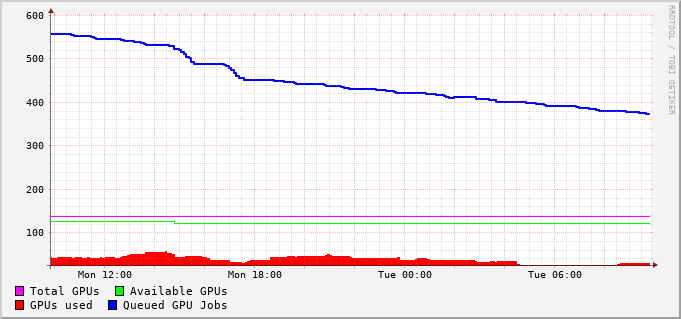 600
500
400
300
200
100
Mon 12:00 Mon 18:00 Tue 00:00 Tue 06:00
Total GPUs Available GPUs
GPUs used Queued GPU Jobs
RRDTOOL / TOBI OETIKER